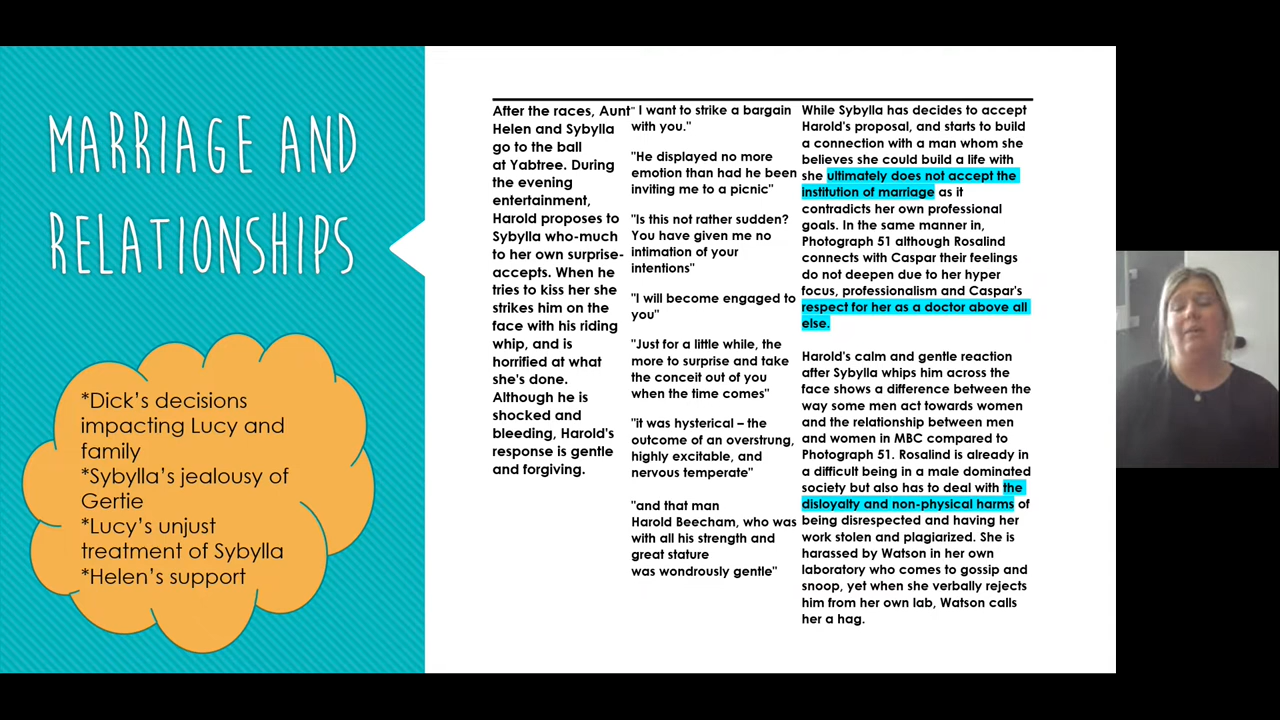 MARRIAGE AND
RELATIONSHIPS
*Dick's decisions
impacting Lucy and
family
*Sybylla's jealousy of
Gertie
*Lucy's unjust
treatment of Sybylla
*Helen's support
After the races, Aunt
Helen and Sybylla
go to the ball
at Yabtree. During
the evening
entertainment,
Harold proposes to
Sybylla who-much
to her own surprise-
accepts. When he
tries to kiss her she
strikes him on the
face with his riding
whip, and is
horrified at what
she's done.
Although he is
shocked and
bleeding, Harold's
response is gentle
and forgiving.
" I want to strike a bargain
with you."
"He displayed no more
emotion than had he been
inviting me to a picnic"
"Is this not rather sudden?
You have given me no
intimation of your
intentions"
"I will become engaged to
you"
"Just for a little while, the
more to surprise and take
the conceit out of you
when the time comes"
"it was hysterical – the
outcome of an overstrung,
highly excitable, and
nervous temperate"
"and that man
Harold Beecham, who was
with all his strength and
great stature
was wondrously gentle"
While Sybylla has decides to accept
Harold's proposal, and starts to build
a connection with a man whom she
believes she could build a life with
she ultimately does not accept the
institution of marriage as it
contradicts her own professional
goals. In the same manner in,
Photograph 51 although Rosalind
connects with Caspar their feelings
do not deepen due to her hyper
focus, professionalism and Caspar's
respect for her as a doctor above all
else.
Harold's calm and gentle reaction
after Sybylla whips him across the
face shows a difference between the
way some men act towards women
and the relationship between men
and women in MBC compared to
Photograph 51. Rosalind is already in
a difficult being in a male dominated
society but also has to deal with the
disloyalty and non-physical harms of
being disrespected and having her
work stolen and plagiarized. She is
harassed by Watson in her own
laboratory who comes to gossip and
snoop, yet when she verbally rejects
him from her own lab, Watson calls
her a hag.